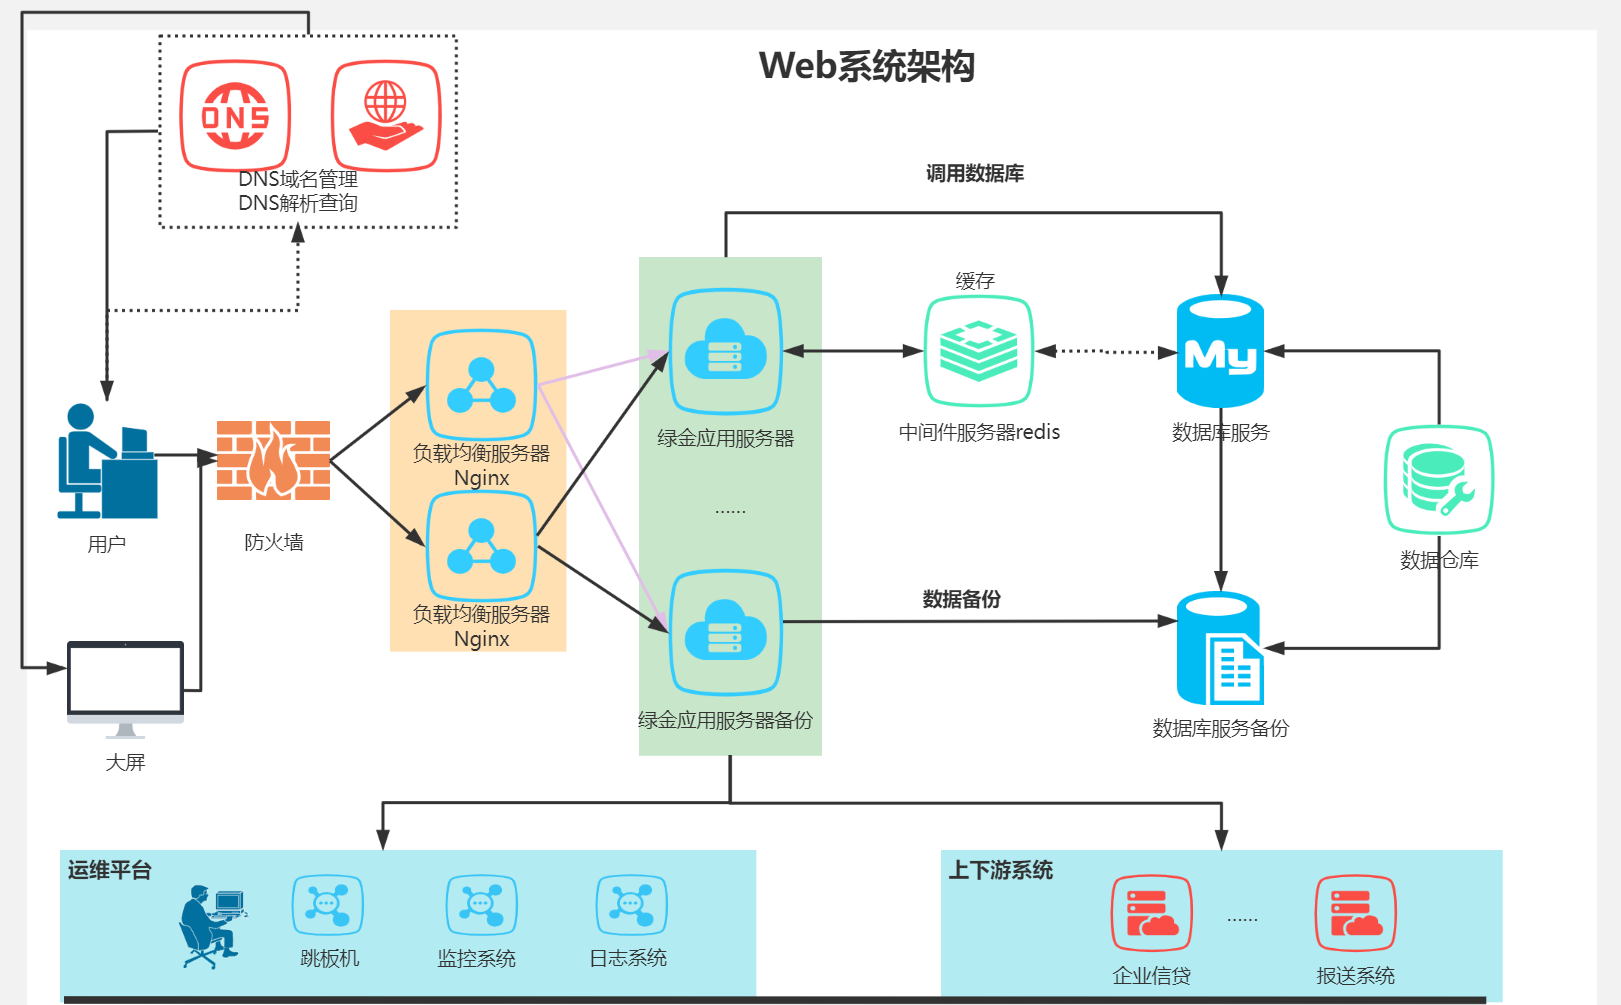 Web系统架构
DNS
DNS域名管理
DNS解析查询
调用数据库
缓存
My
绿金应用服务器
中间件服务器redis
数据库服务
负载均衡服务器
Nginx
......
用户
防火墙
数据仓库
数据备份
负载均衡服务器
Nginx
绿金应用服务器备份
数据库服务备份
大屏
运维平台
跳板机
监控系统
日志系统
上下游系统
......
企业信贷
报送系统